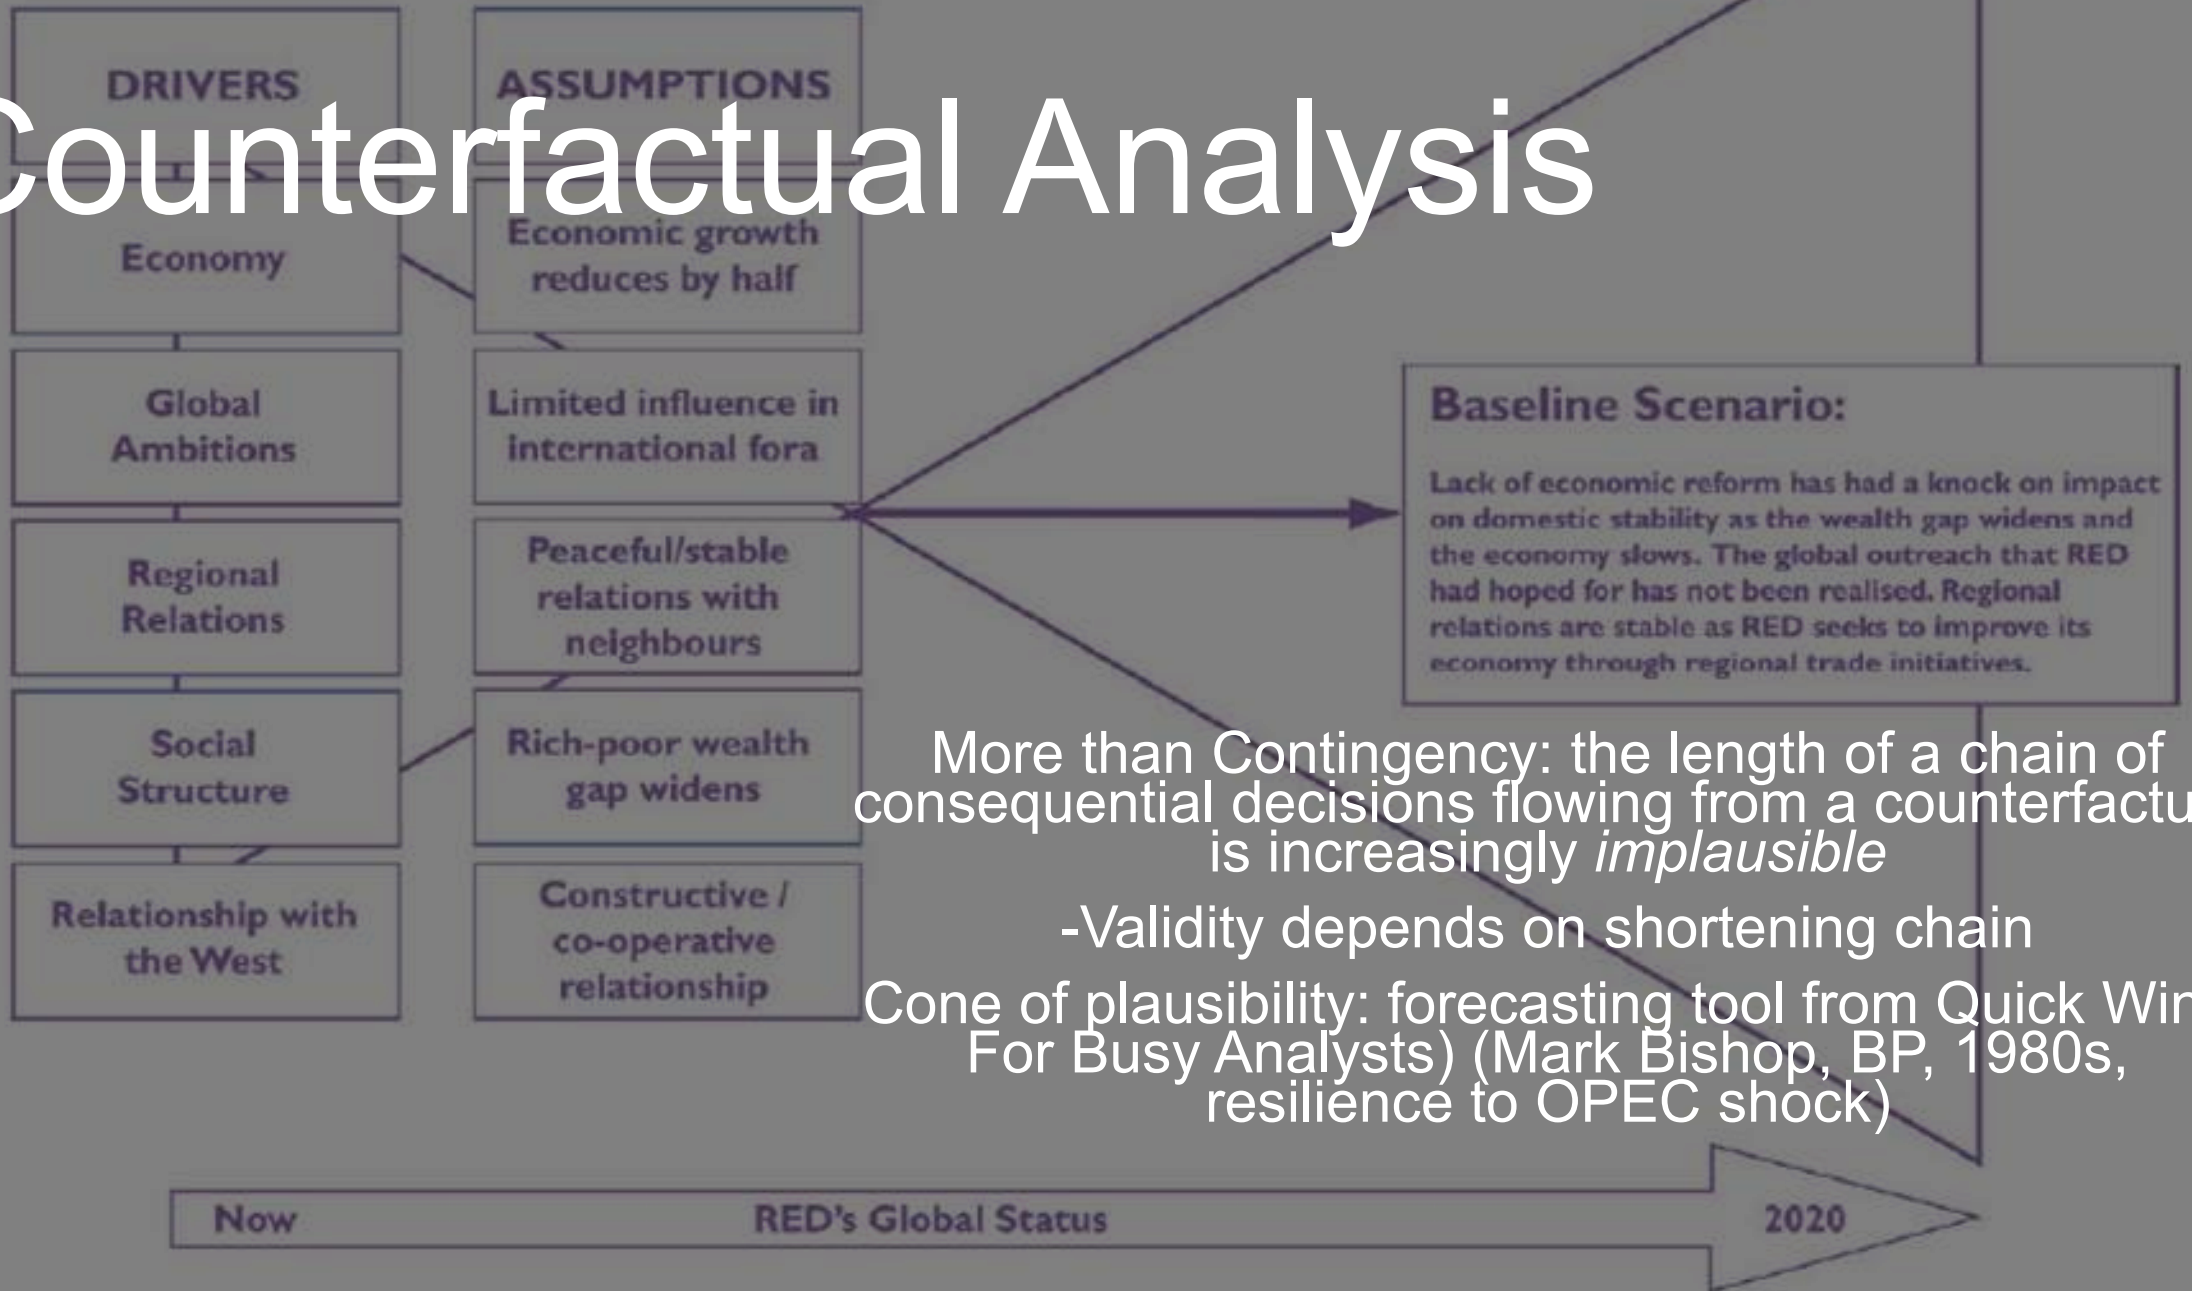 DRIVERS
ASSUMPTIONS
Counterfactual Analysis
Economy
Economic growth
reduces by half
Global
Ambitions
Limited influence in
international fora
Regional
Relations
Peaceful/stable
relations with
neighbours
Social
Structure
Rich-poor wealth
gap widens
Relationship with
the West
Constructive /
co-operative
relationship
Baseline Scenario:
Lack of economic reform has had a knock on impact
on domestic stability as the wealth gap widens and
the economy slows. The global outreach that RED
had hoped for has not been realised. Regional
relations are stable as RED seeks to improve its
economy through regional trade initiatives.
More than Contingency: the length of a chain of
consequential decisions flowing from a counterfactu
is increasingly implausible
-Validity depends on shortening chain
Cone of plausibility: forecasting tool from Quick Win
For Busy Analysts) (Mark Bishop, BP, 1980s,
resilience to OPEC shock)
Now
RED's Global Status
2020